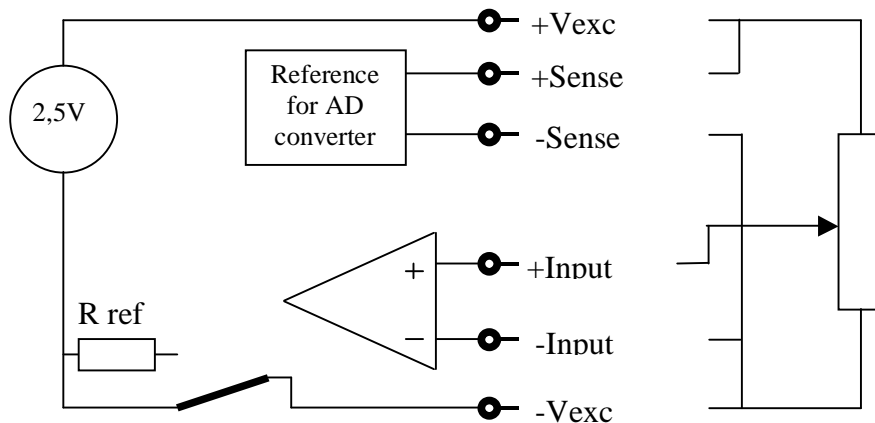 +Vexc
Reference
for AD
converter
+Sense
2,5V
-Sense
+
+Input
R ref
−
-Input
-Vexc